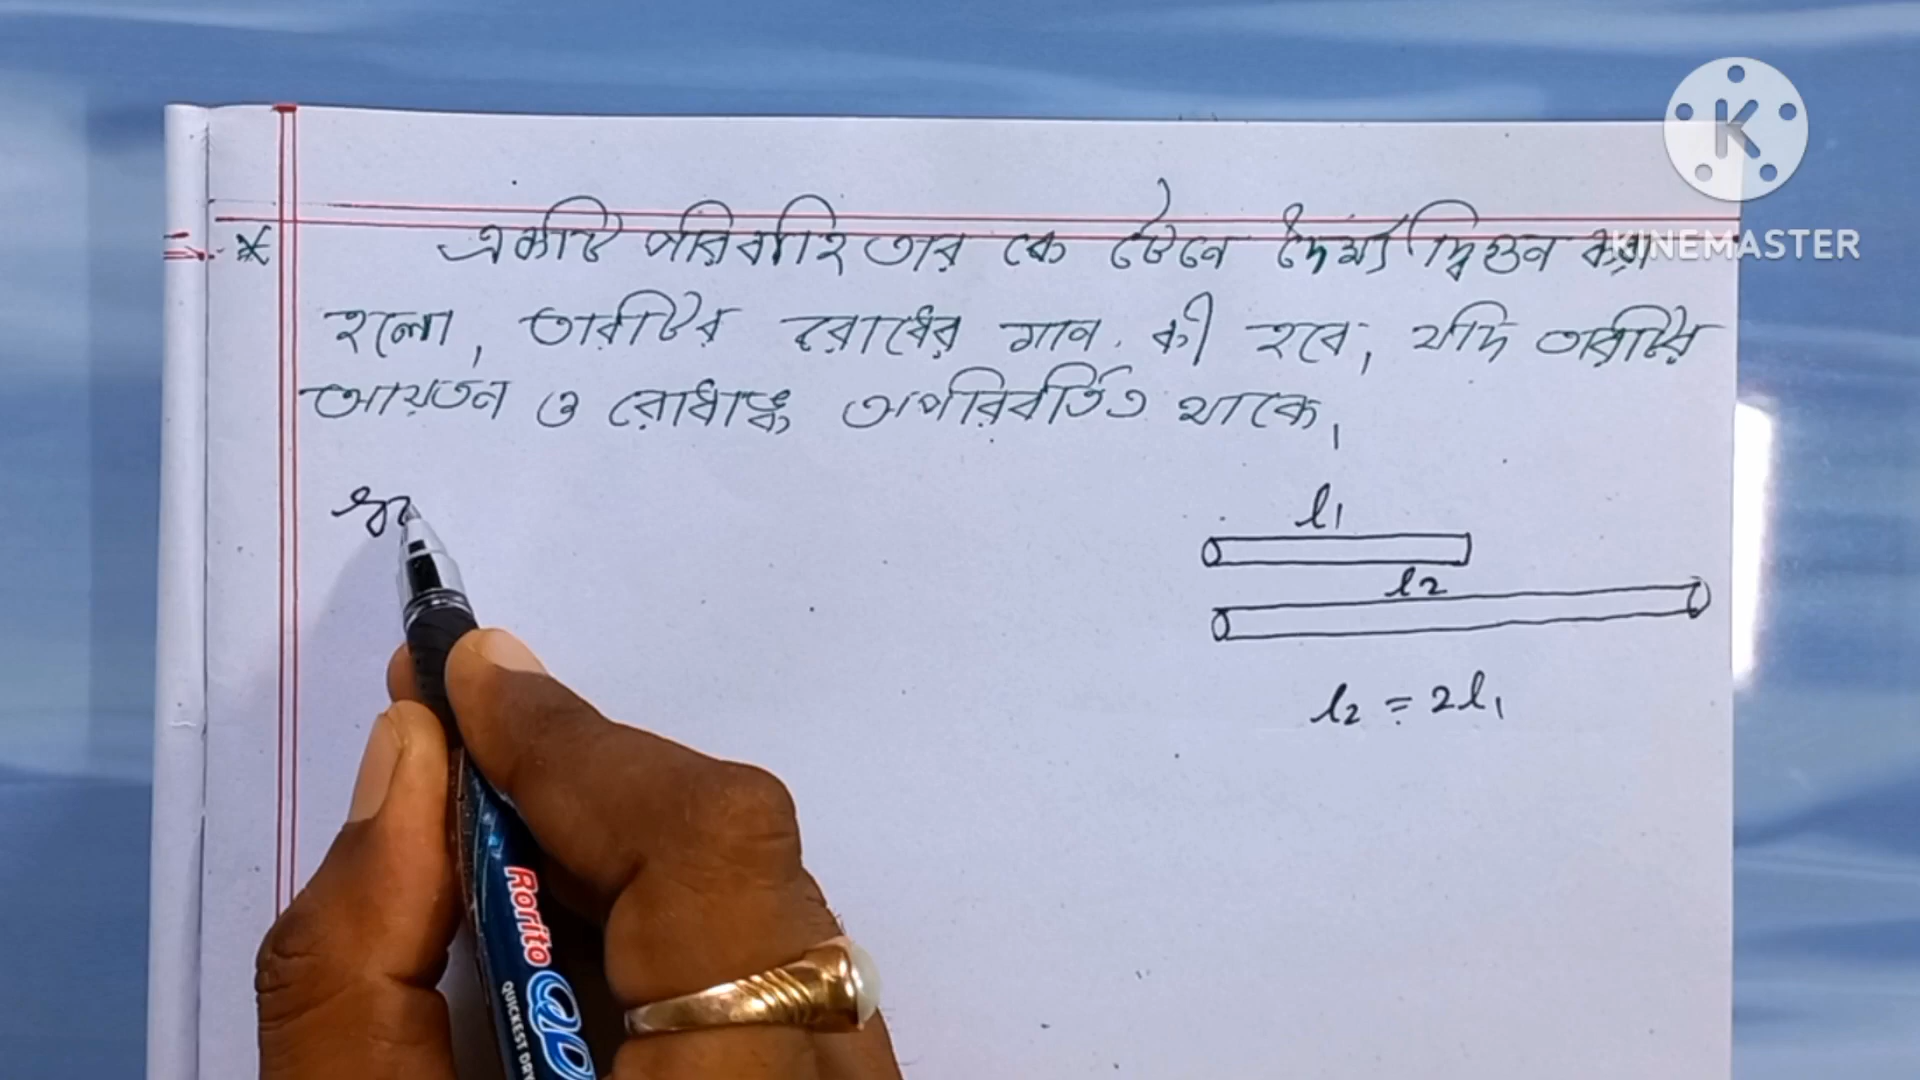 KINEMASTER
* একটি পরিবাহি তার কে টেনে দৈর্ঘ্য দ্বিগুন করা
হলো, তারটির রোধের মান কী হবে, যদি তারটির
আয়তন ও রোধাঙ্ক অপরিবর্তিত থাকে,
l₁
l₂
l₂ = 2l₁
Rorito
QUICKEST DRY